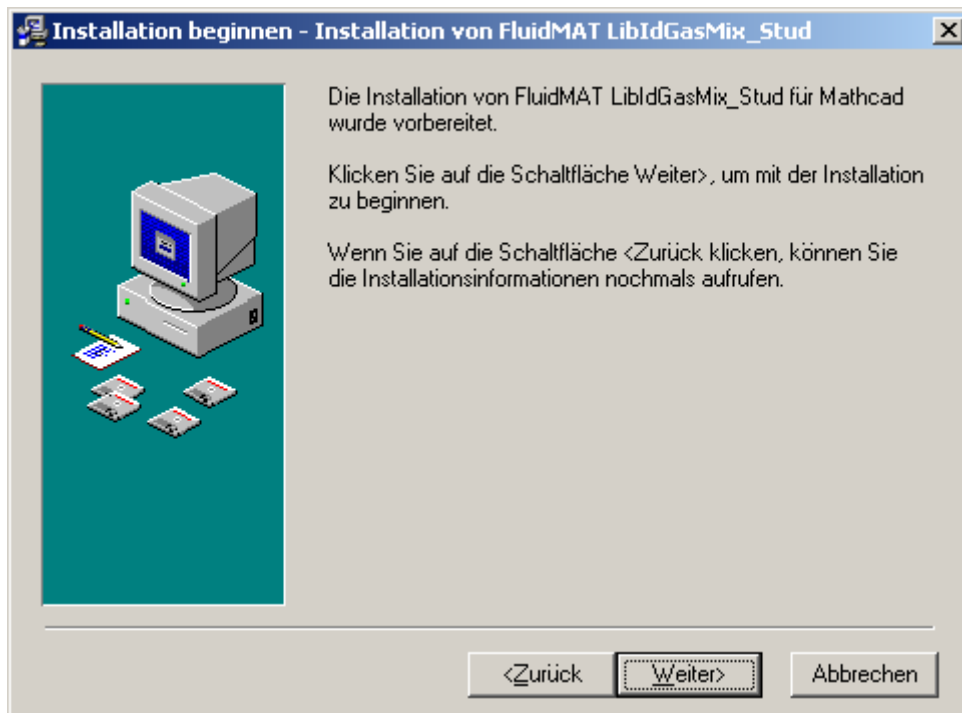 Installation beginnen - Installation von FluidMAT LibIdGasMix_Stud
Die Installation von FluidMAT LibIdGasMix_Stud für Mathcad
wurde vorbereitet.
Klicken Sie auf die Schaltfläche Weiter>, um mit der Installation
zu beginnen.
Wenn Sie auf die Schaltfläche <Zurück klicken, können Sie
die Installationsinformationen nochmals aufrufen.
<Zurück Weiter> Abbrechen